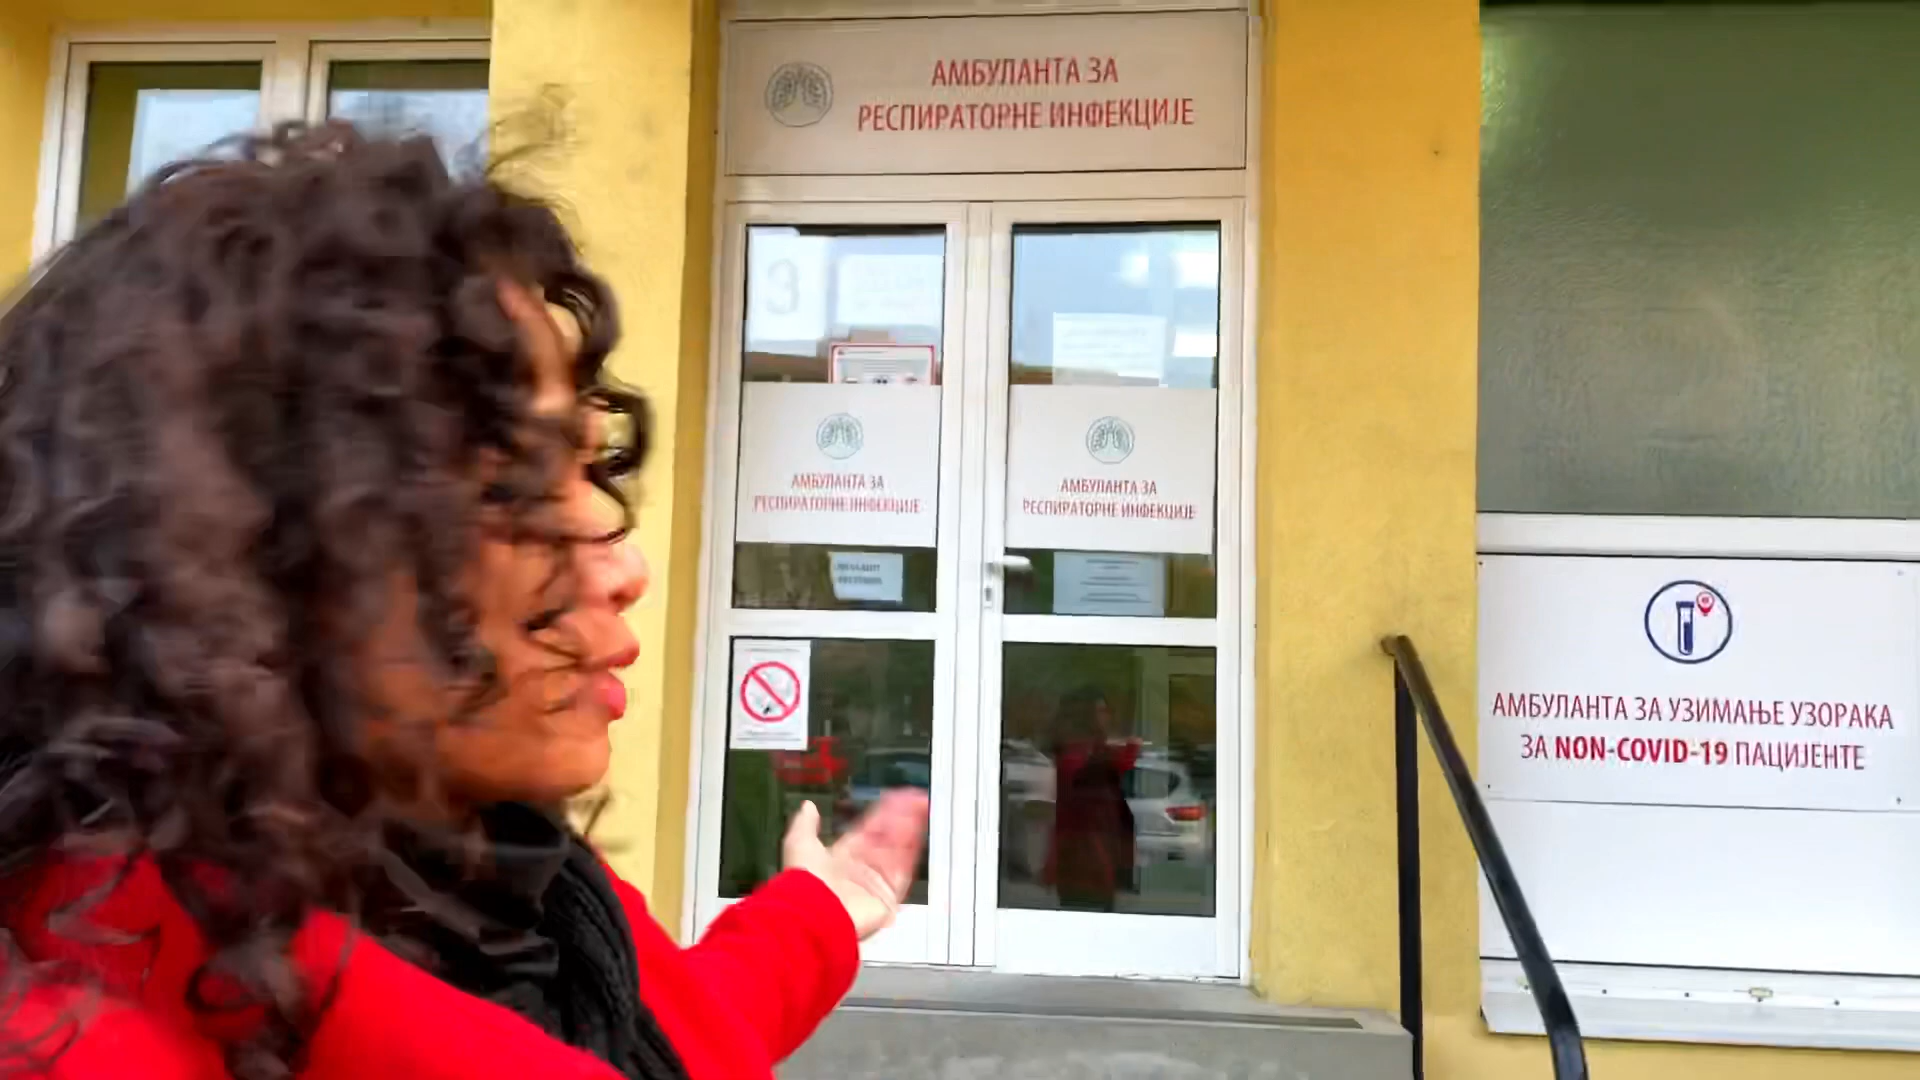 АМБУЛАНТА ЗА
РЕСПИРАТОРНЕ ИНФЕКЦИЈЕ
3
АМБУЛАНТА ЗА
РЕСПИРАТОРНЕ ИНФЕКЦИЈЕ
АМБУЛАНТА ЗА
РЕСПИРАТОРНЕ ИНФЕКЦИЈЕ
АМБУЛАНТА ЗА УЗИМАЊЕ УЗОРАКА
ЗА NON-COVID-19 ПАЦИЈЕНТЕ